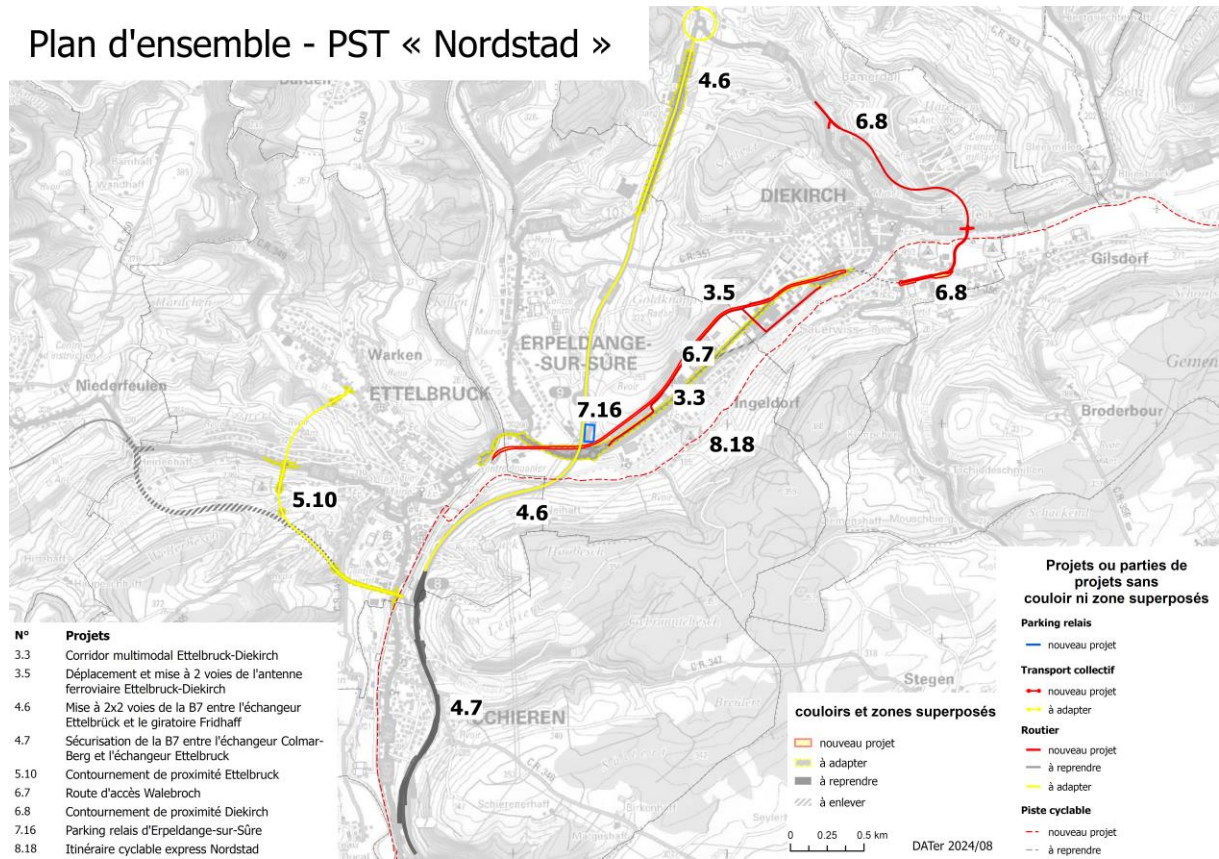 Plan d'ensemble - PST « Nordstad »
4.6
6.8
DIEKIRCH
Gilsdorf
6.8
3.5
ERPELDANGE-
SUR-SÛRE
6.7
3.3
Ingeldorf
8.18
7.16
Warken
ETTELBRUCK
Niederfeulen
5.10
4.6
Broderbour
C.R. 347
Stegen
4.7
SCHIEREN
C.R. 348
N° Projets
3.3 Corridor multimodal Ettelbruck-Diekirch
3.5 Déplacement et mise à 2 voies de l'antenne
ferroviaire Ettelbruck-Diekirch
4.6 Mise à 2x2 voies de la B7 entre l'échangeur
Ettelbrück et le giratoire Fridhaff
4.7 Sécurisation de la B7 entre l'échangeur Colmar-
Berg et l'échangeur Ettelbruck
5.10 Contournement de proximité Ettelbruck
6.7 Route d'accès Walebroch
6.8 Contournement de proximité Diekirch
7.16 Parking relais d'Erpeldange-sur-Sûre
8.18 Itinéraire cyclable express Nordstad
couloirs et zones superposés
nouveau projet
à adapter
à reprendre
à enlever
0 0.25 0.5 km
DATer 2024/08
Projets ou parties de
projets sans
couloir ni zone superposés
Parking relais
nouveau projet
Transport collectif
nouveau projet
à adapter
Routier
nouveau projet
à reprendre
à adapter
Piste cyclable
nouveau projet
à reprendre